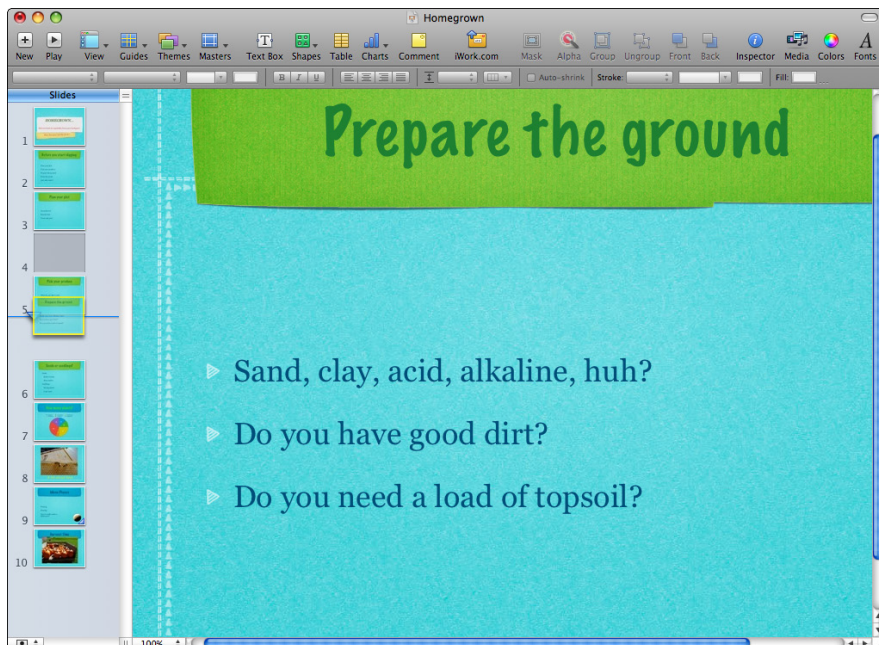 Homegrown
New Play View Guides Themes Masters Text Box Shapes Table Charts Comment iWork.com Mask Alpha Group Ungroup Front Back Inspector Media Colors Fonts
B I U Auto-shrink Stroke: Fill:
Slides
1
2
3
4
5
6
7
8
9
10
Prepare the ground
Sand, clay, acid, alkaline, huh?
Do you have good dirt?
Do you need a load of topsoil?
100%